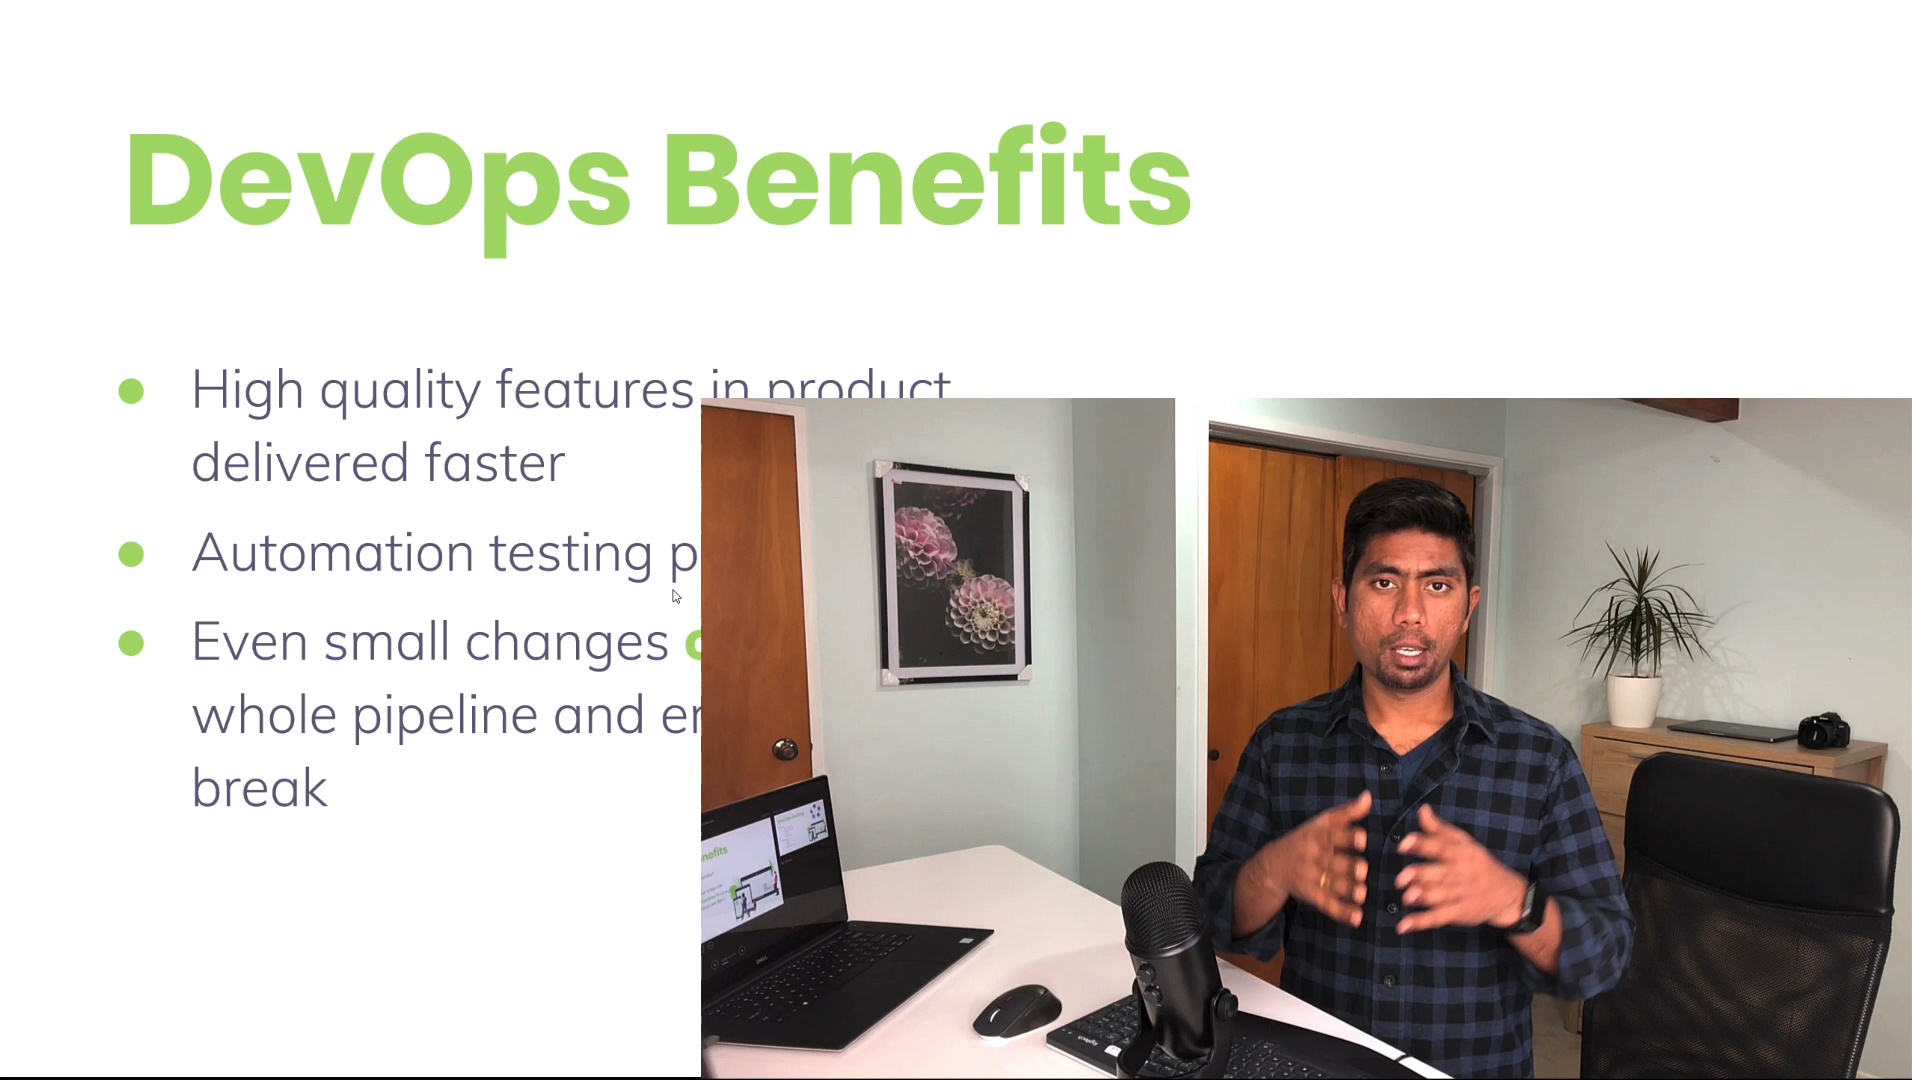 DevOps Benefits
High quality features in product
delivered faster
Automation testing
Even small changes
whole pipeline and
break